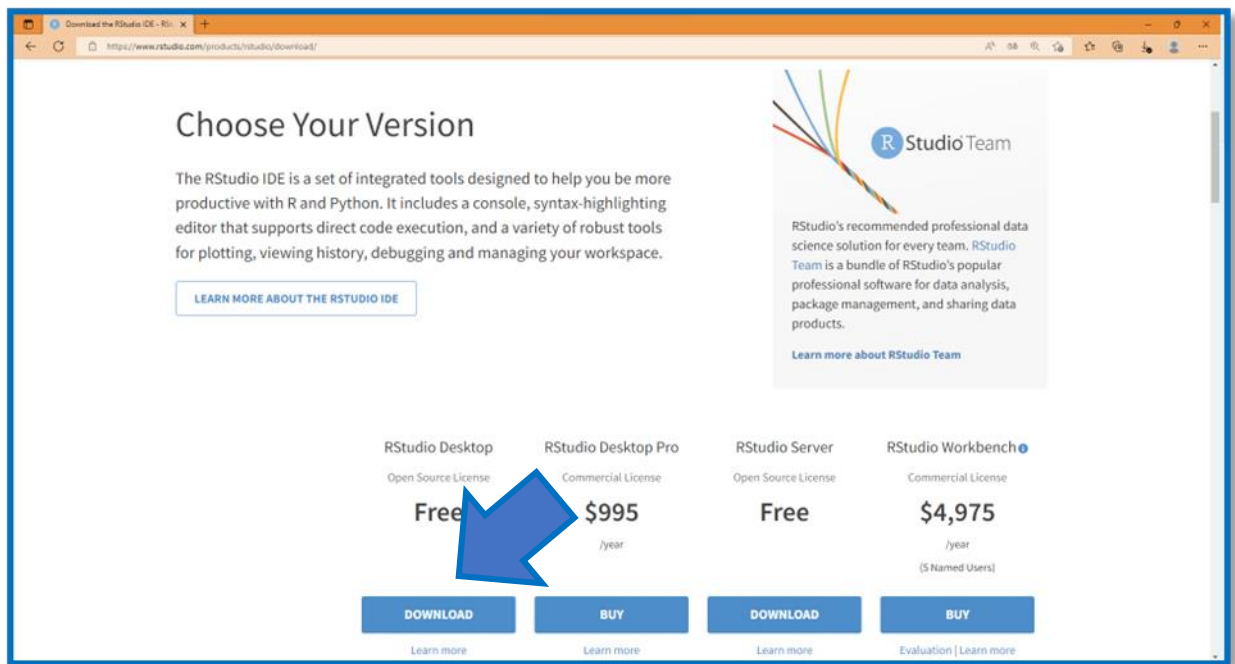 Download the RStudio IDE - RSt
https://www.rstudio.com/products/rstudio/download/
Choose Your Version
The RStudio IDE is a set of integrated tools designed to help you be more
productive with R and Python. It includes a console, syntax-highlighting
editor that supports direct code execution, and a variety of robust tools
for plotting, viewing history, debugging and managing your workspace.
LEARN MORE ABOUT THE RSTUDIO IDE
R Studio Team
RStudio's recommended professional data
science solution for every team. RStudio
Team is a bundle of RStudio's popular
professional software for data analysis,
package management, and sharing data
products.
Learn more about RStudio Team
RStudio Desktop RStudio Desktop Pro RStudio Server RStudio Workbench
Open Source License Commercial License Open Source License Commercial License
Free $995 Free $4,975
/year /year
(5 Named Users)
DOWNLOAD BUY DOWNLOAD BUY
Learn more Learn more Learn more Evaluation | Learn more